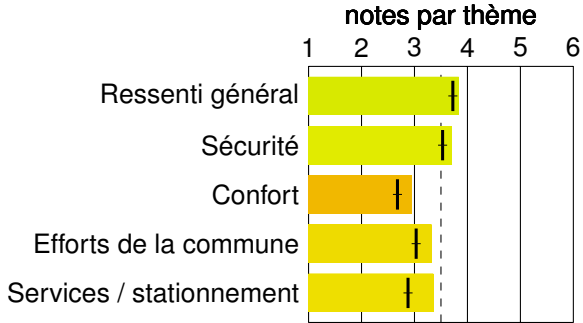 notes par thème
1 2 3 4 5 6
Ressenti général
Sécurité
Confort
Efforts de la commune
Services / stationnement